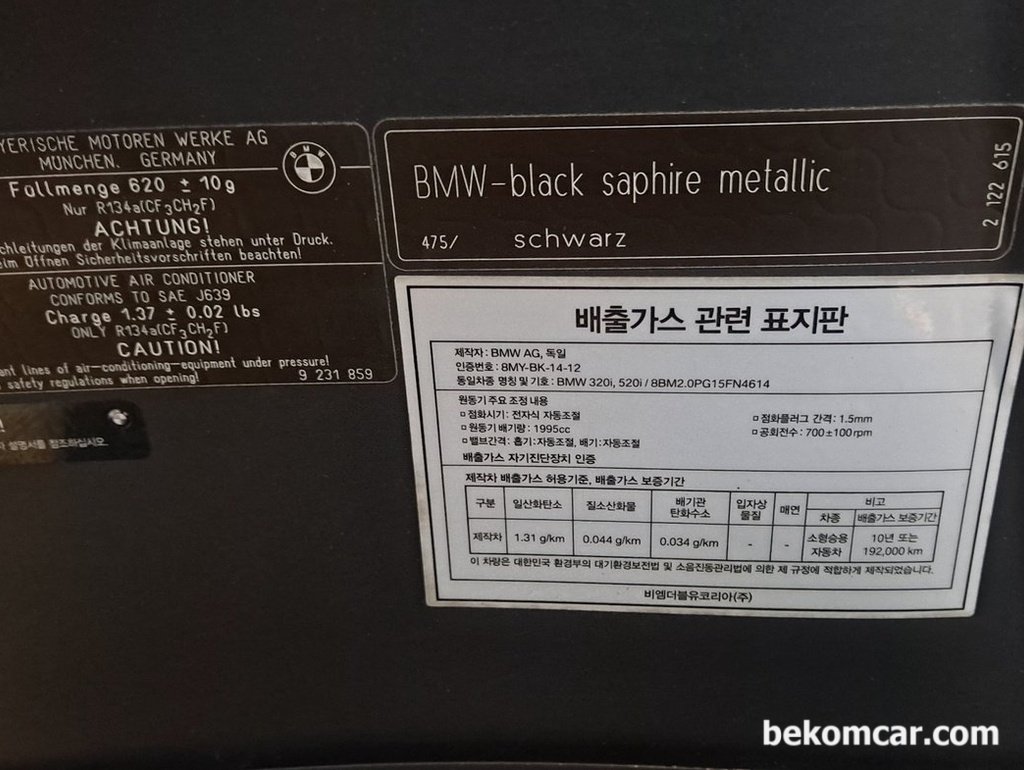 YERISCHE MOTOREN WERKE AG
MÜNCHEN, GERMANY
BMW
Füllmenge 620 ± 10g
Nur R134a(CF3CH2F)
ACHTUNG!
chleitungen der Klimaanlage stehen unter Druck.
eim Öffnen Sicherheitsvorschriften beachten!
AUTOMOTIVE AIR CONDITIONER
CONFORMS TO SAE J639
Charge 1.37 ± 0.02 lbs
ONLY R134a(CF3CH2F)
CAUTION!
ant lines of air-conditioning-equipment under pressure!
safety regulations when opening!
9 231 859
설명서를 참조하십시오.
BMW-black saphire metallic
475/ schwarz
2 122 615
배출가스 관련 표지판
제작자 : BMW AG, 독일
인증번호 : 8MY-BK-14-12
동일차종 명칭 및 기호 : BMW 320i, 520i / 8BM2.0PG15FN4614
원동기 주요 조정 내용
점화시기 : 전자식 자동조절
점화플러그 간격 : 1.5mm
원동기 배기량 : 1995cc
공회전수 : 700±100rpm
밸브간격 : 흡기:자동조절, 배기:자동조절
배출가스 자기진단장치 인증
제작차 배출가스 허용기준, 배출가스 보증기간
구분 일산화탄소 질소산화물 배기관 탄화수소 입자상 물질 매연 비고
차종 배출가스 보증기간
제작차 1.31 g/km 0.044 g/km 0.034 g/km - - 소형승용 자동차 10년 또는 192,000 km
이 차량은 대한민국 환경부의 대기환경보전법 및 소음진동관리법에 의한 제 규정에 적합하게 제작되었습니다.
비엠더블유코리아(주)
bekomcar.com